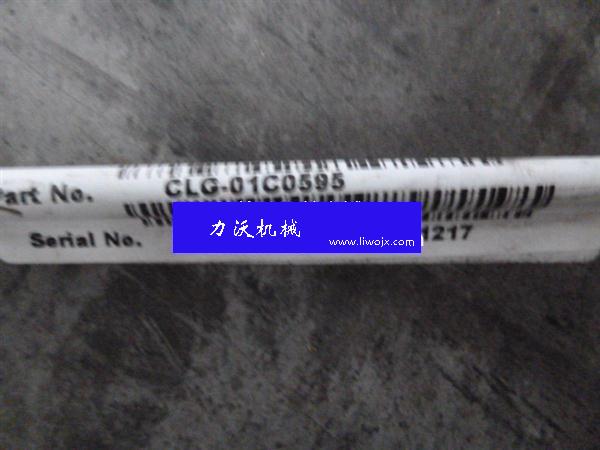 Part No. CLG-01C0595
Serial No. 1217
力沃机械
www.liwojx.com